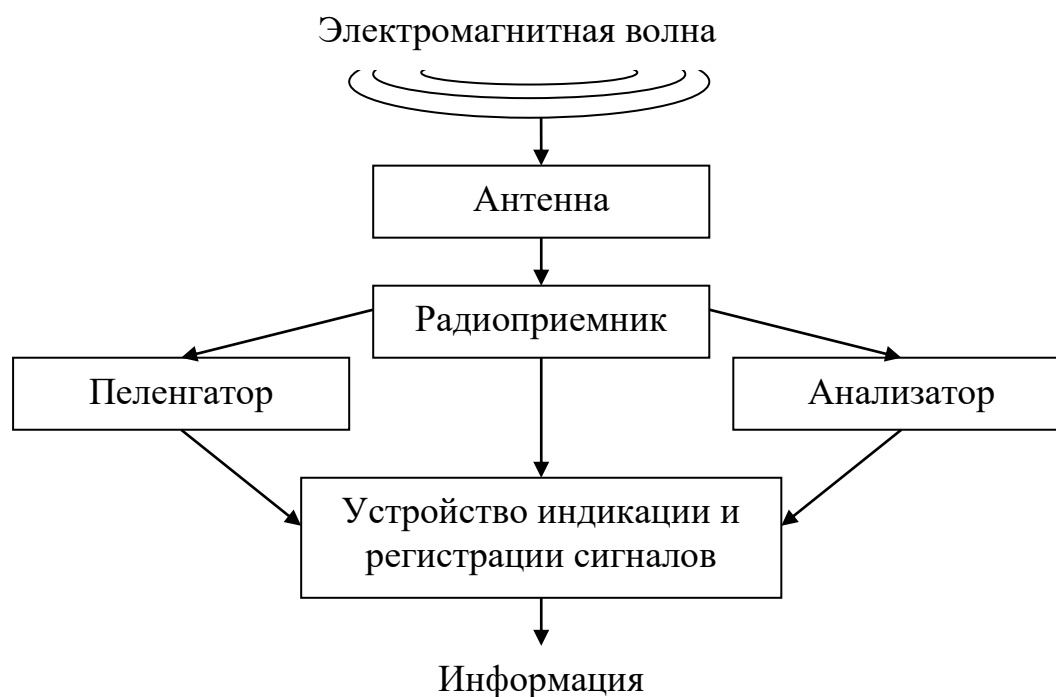 Электромагнитная волна
Антенна
Радиоприемник
Пеленгатор
Анализатор
Устройство индикации и
регистрации сигналов
Информация